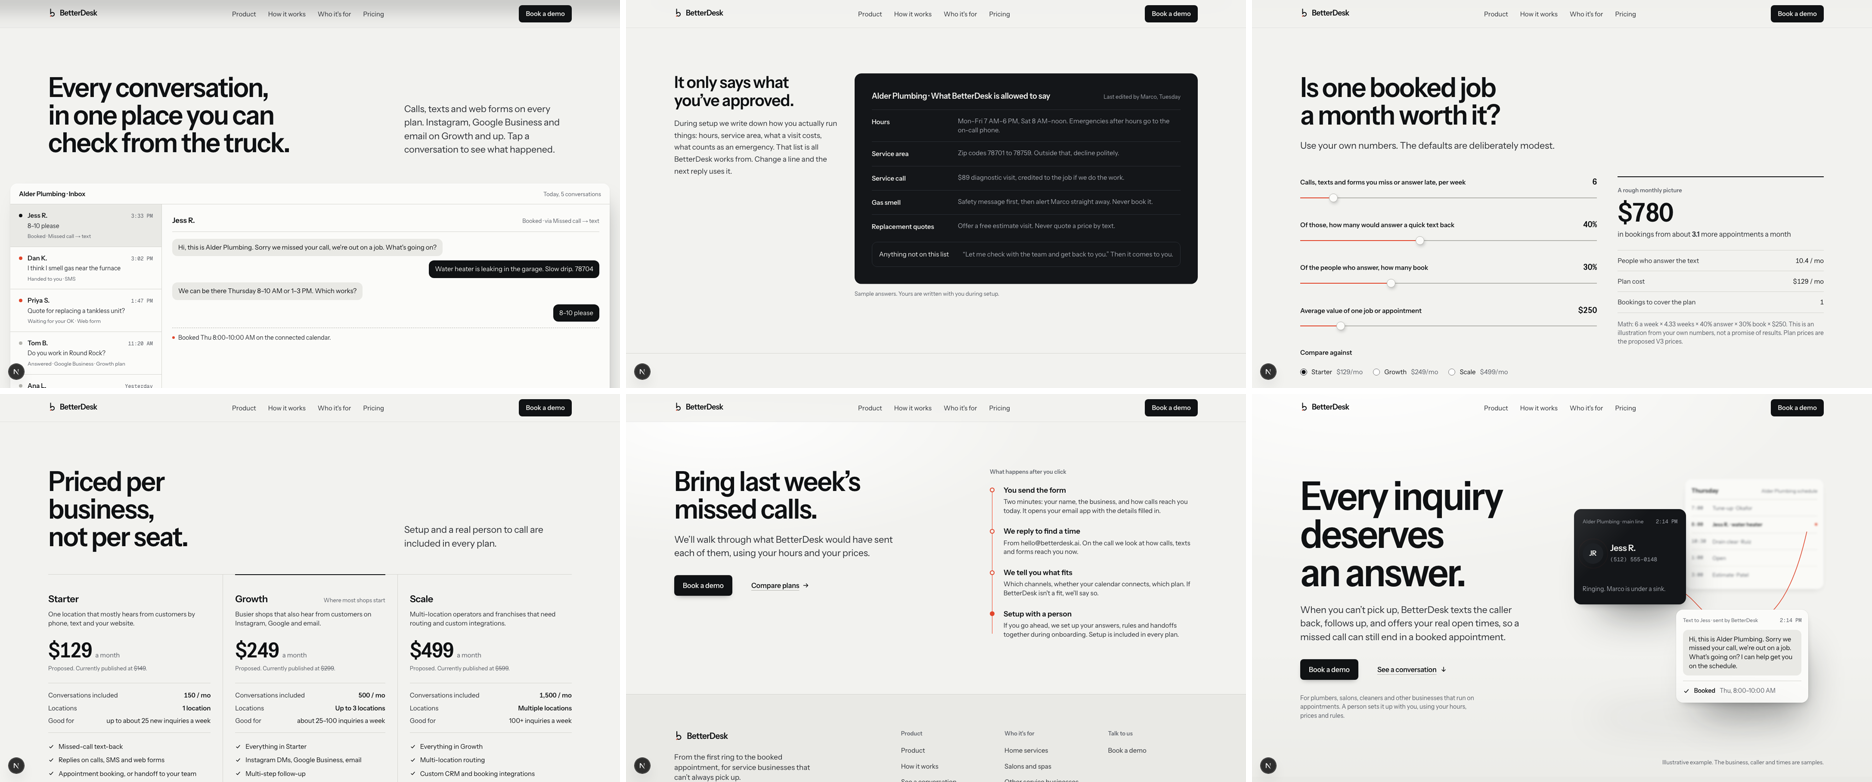 BetterDesk
Product How it works Who it's for Pricing
Book a demo
Every conversation,
in one place you can
check from the truck.
Calls, texts and web forms on every
plan. Instagram, Google Business and
email on Growth and up. Tap a
conversation to see what happened.
Alder Plumbing · Inbox
Today, 5 conversations
Jess R. 3:33 PM
8–10 please
Booked · Missed call → text
Dan K. 3:02 PM
I think I smell gas near the furnace
Handed to you · SMS
Priya S. 1:47 PM
Quote for replacing a tankless unit?
Waiting for your OK · Web form
Tom B. 11:20 AM
Do you work in Round Rock?
Answered · Google Business · Growth plan
Ana L. Yesterday
Jess R.
Booked · via Missed call → text
Hi, this is Alder Plumbing. Sorry we missed your call, we're out on a job. What's going on?
Water heater is leaking in the garage. Slow drip. 78704
We can be there Thursday 8–10 AM or 1–3 PM. Which works?
8–10 please
Booked Thu 8:00–10:00 AM on the connected calendar.
N
BetterDesk
Product How it works Who it's for Pricing
Book a demo
It only says what
you've approved.
During setup we write down how you actually run
things: hours, service area, what a visit costs,
what counts as an emergency. That list is all
BetterDesk works from. Change a line and the
next reply uses it.
Alder Plumbing · What BetterDesk is allowed to say
Last edited by Marco, Tuesday
Hours Mon–Fri 7 AM–6 PM. Sat 8 AM–noon. Emergencies after hours go to the
on-call phone.
Service area Zip codes 78701 to 78759. Outside that, decline politely.
Service call $89 diagnostic visit, credited to the job if we do the work.
Gas smell Safety message first, then alert Marco straight away. Never book it.
Replacement quotes Offer a free estimate visit. Never quote a price by text.
Anything not on this list "Let me check with the team and get back to you." Then it comes to you.
Sample answers. Yours are written with you during setup.
N
BetterDesk
Product How it works Who it's for Pricing
Book a demo
Is one booked job
a month worth it?
Use your own numbers. The defaults are deliberately modest.
Calls, texts and forms you miss or answer late, per week 6
Of those, how many would answer a quick text back 40%
Of the people who answer, how many book 30%
Average value of one job or appointment $250
Compare against
Starter $129/mo Growth $249/mo Scale $499/mo
A rough monthly picture
$780
in bookings from about 3.1 more appointments a month
People who answer the text 10.4 / mo
Plan cost $129 / mo
Bookings to cover the plan 1
Math: 6 a week × 4.33 weeks × 40% answer × 30% book × $250. This is an
illustration from your own numbers, not a promise of results. Plan prices are
the proposed V3 prices.
N
BetterDesk
Product How it works Who it's for Pricing
Book a demo
Priced per
business,
not per seat.
Setup and a real person to call are
included in every plan.
Starter
One location that mostly hears from customers by
phone, text and your website.
$129 a month
Proposed. Currently published at $149.
Conversations included 150 / mo
Locations 1 location
Good for up to about 25 new inquiries a week
Missed-call text-back
Replies on calls, SMS and web forms
Appointment booking, or handoff to your team
Growth Where most shops start
Busier shops that also hear from customers on
Instagram, Google and email.
$249 a month
Proposed. Currently published at $299.
Conversations included 500 / mo
Locations Up to 3 locations
Good for about 25–100 inquiries a week
Everything in Starter
Instagram DMs, Google Business, email
Multi-step follow-up
Scale
Multi-location operators and franchises that need
routing and custom integrations.
$499 a month
Proposed. Currently published at $599.
Conversations included 1,500 / mo
Locations Multiple locations
Good for 100+ inquiries a week
Everything in Growth
Multi-location routing
Custom CRM and booking integrations
N
BetterDesk
Product How it works Who it's for Pricing
Book a demo
Bring last week's
missed calls.
We'll walk through what BetterDesk would have sent
each of them, using your hours and your prices.
Book a demo Compare plans →
What happens after you click
You send the form
Two minutes: your name, the business, and how calls reach you
today. It opens your email app with the details filled in.
We reply to find a time
From hello@betterdesk.ai. On the call we look at how calls, texts
and forms reach you now.
We tell you what fits
Which channels, whether your calendar connects, which plan. If
BetterDesk isn't a fit, we'll say so.
Setup with a person
If you go ahead, we set up your answers, rules and handoffs
together during onboarding. Setup is included in every plan.
BetterDesk
From the first ring to the booked
appointment, for service businesses that
can't always pick up.
Product
Product
How it works
See a conversation
Who it's for
Home services
Salons and spas
Other service businesses
Talk to us
Book a demo
N
BetterDesk
Product How it works Who it's for Pricing
Book a demo
Every inquiry
deserves
an answer.
When you can't pick up, BetterDesk texts the caller
back, follows up, and offers your real open times, so a
missed call can still end in a booked appointment.
Book a demo See a conversation ↓
For plumbers, salons, cleaners and other businesses that run on
appointments. A person sets it up with you, using your hours,
prices and rules.
Alder Plumbing · main line 2:14 PM
JR
Jess R.
(512) 555-0148
Ringing. Marco is under a sink.
Thursday Alder Plumbing schedule
Jess R. · water heater
Open
Text to Jess · sent by BetterDesk 2:14 PM
Hi, this is Alder Plumbing. Sorry we
missed your call, we're out on a job.
What's going on? I can help get you
on the schedule.
Booked Thu, 8:00–10:00 AM
Illustrative example. The business, caller and times are samples.
N